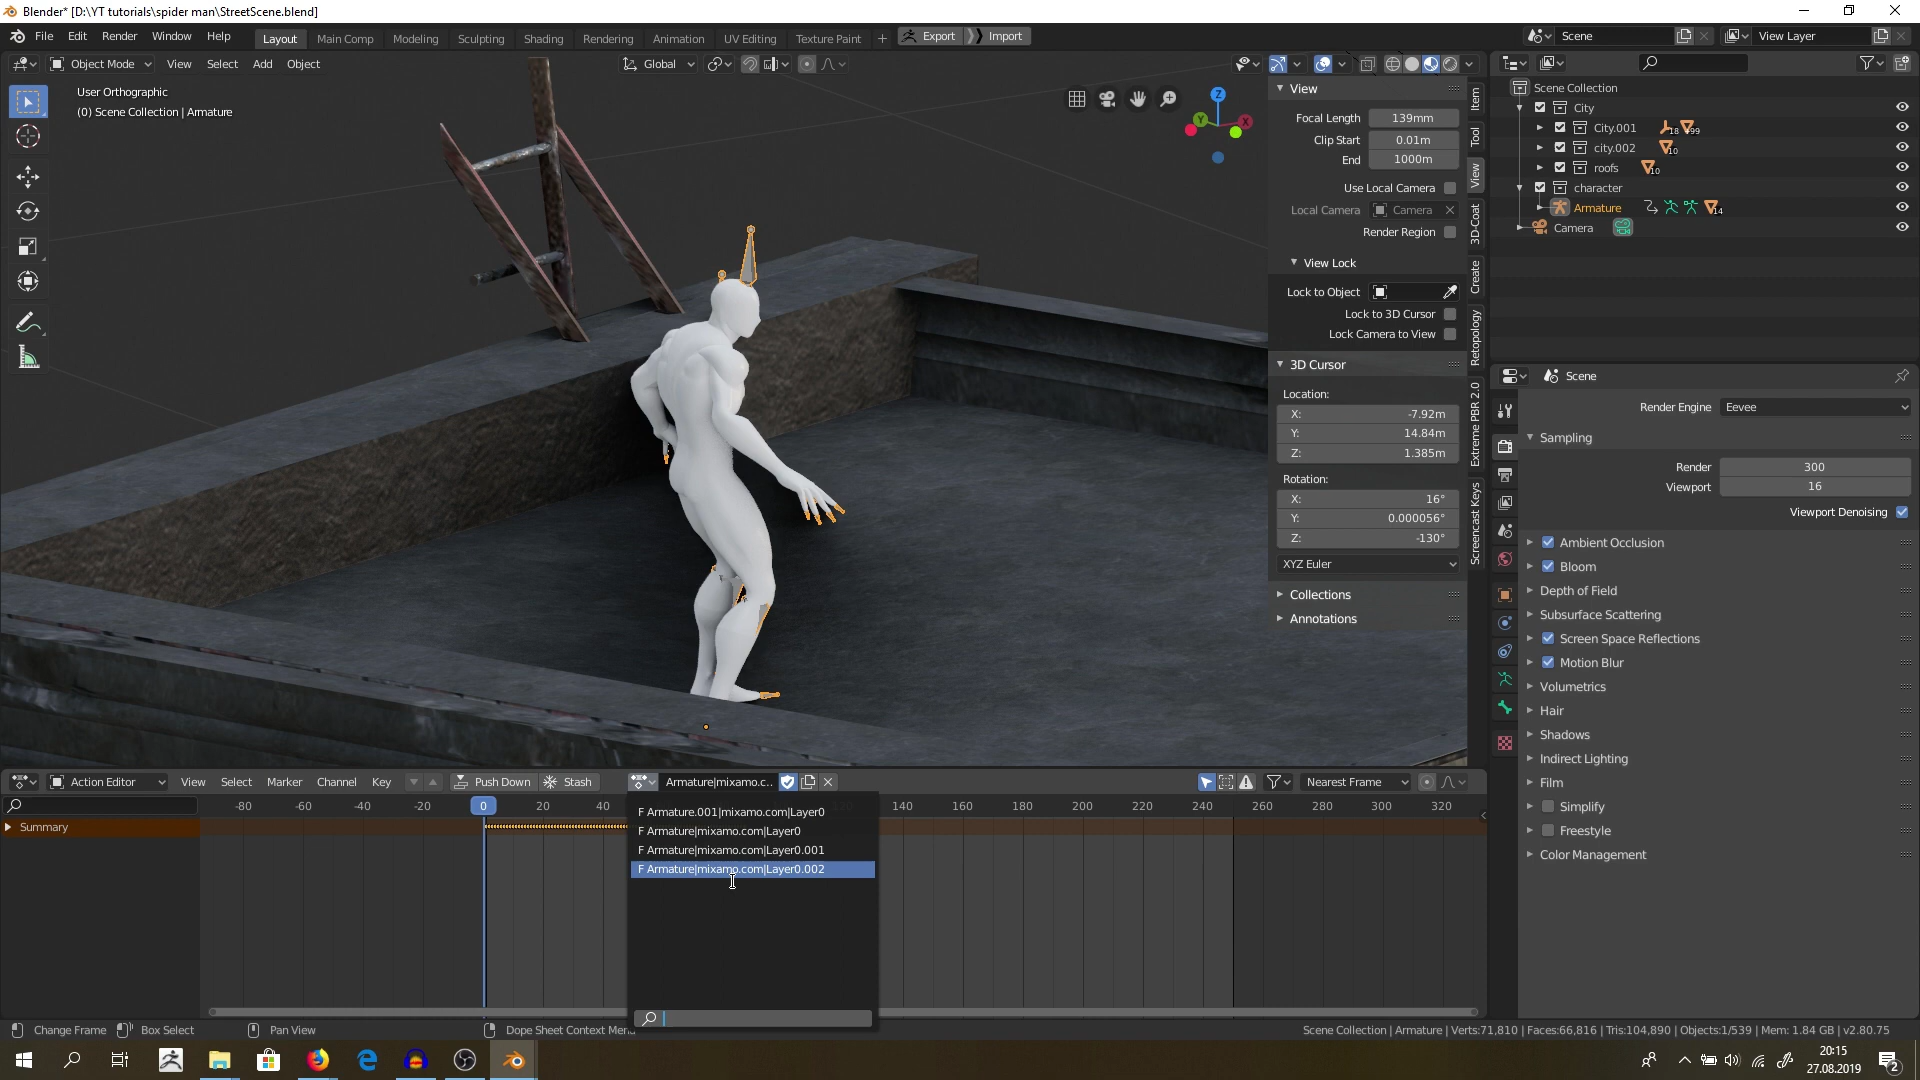 Blender* [D:\YT tutorials\spider man\StreetScene.blend]
File Edit Render Window Help Layout Main Comp Modeling Sculpting Shading Rendering Animation UV Editing Texture Paint + Export Import Scene View Layer
Object Mode View Select Add Object Global
User Orthographic
(0) Scene Collection | Armature
View
Focal Length 139mm
Clip Start 0.01m
End 1000m
Use Local Camera
Local Camera Camera
Render Region
View Lock
Lock to Object
Lock to 3D Cursor
Lock Camera to View
3D Cursor
Location:
X: -7.92m
Y: 14.84m
Z: 1.385m
Rotation:
X: 16°
Y: 0.000056°
Z: -130°
XYZ Euler
Collections
Annotations
Item
Tool
View
3D-Coat
Create
Retopology
Extreme PBR 2.0
Screencast Keys
Z
Y
X
Scene Collection
City
City.001 18 99
city.002 10
roofs 10
character
Armature 14
Camera
Scene
Render Engine Eevee
Sampling
Render 300
Viewport 16
Viewport Denoising
Ambient Occlusion
Bloom
Depth of Field
Subsurface Scattering
Screen Space Reflections
Motion Blur
Volumetrics
Hair
Shadows
Indirect Lighting
Film
Simplify
Freestyle
Color Management
Action Editor View Select Marker Channel Key Push Down Stash Armature|mixamo.c.. Nearest Frame
-80 -60 -40 -20 0 20 40 120 140 160 180 200 220 240 260 280 300 320
Summary
F Armature.001|mixamo.com|Layer0
F Armature|mixamo.com|Layer0
F Armature|mixamo.com|Layer0.001
F Armature|mixamo.com|Layer0.002
Change Frame Box Select Pan View Dope Sheet Context Menu Scene Collection | Armature | Verts:71,810 | Faces:66,816 | Tris:104,890 | Objects:1/539 | Mem: 1.84 GB | v2.80.75
20:15
27.08.2019
2